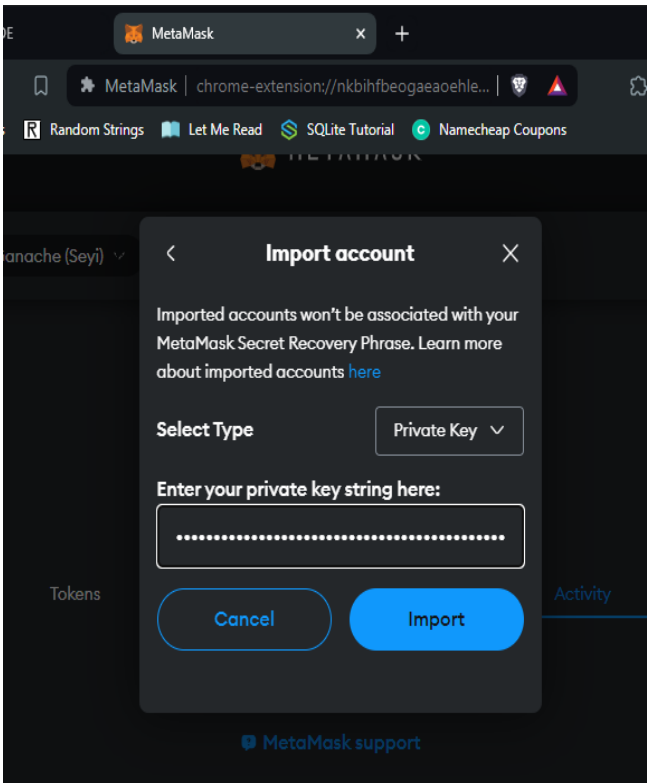 MetaMask
MetaMask | chrome-extension://nkbihfbeogaeaoehle... |
Random Strings Let Me Read SQLite Tutorial Namecheap Coupons
(Seyi)
Import account
Imported accounts won't be associated with your
MetaMask Secret Recovery Phrase. Learn more
about imported accounts here
Select Type
Private Key
Enter your private key string here:
••••••••••••••••••••••••••••••••••••••••••••
Tokens
Activity
Cancel
Import
MetaMask support